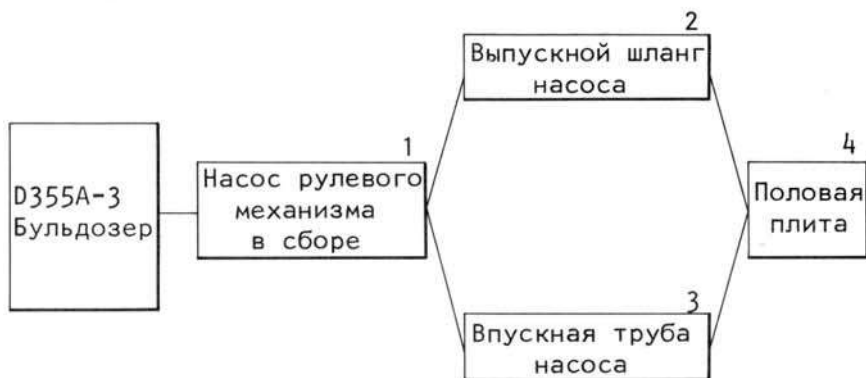 D355A-3
Бульдозер
1
Насос рулевого
механизма
в сборе
2
Выпускной шланг
насоса
3
Впускная труба
насоса
4
Половая
плита